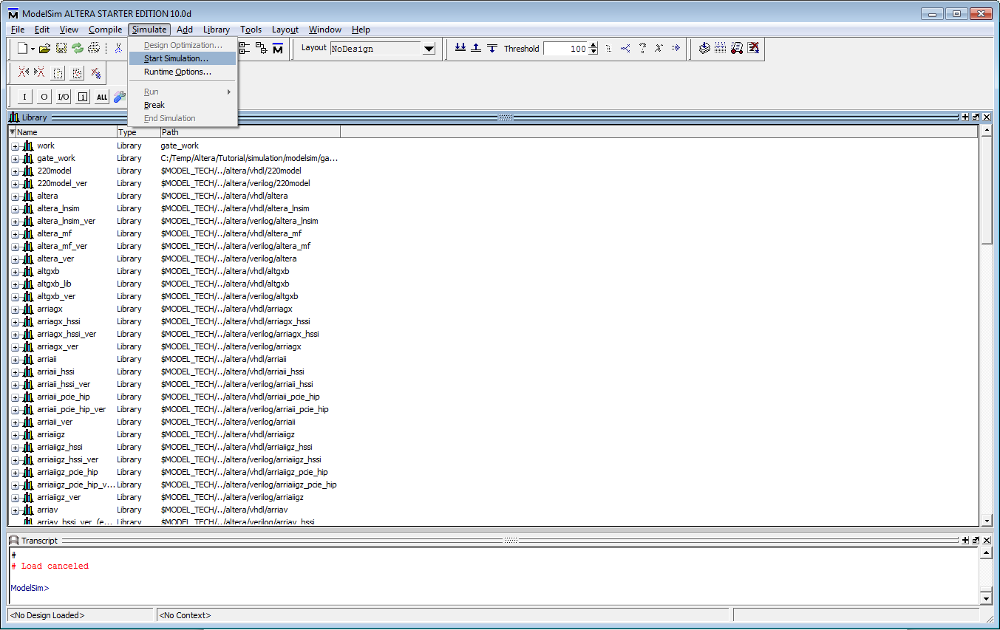 ModelSim ALTERA STARTER EDITION 10.0d
File Edit View Compile Simulate Add Library Tools Layout Window Help
Design Optimization...
Start Simulation...
Runtime Options...
Run
Break
End Simulation
Layout NoDesign
Threshold 100
I O I/O i ALL
Library
Name Type Path
work Library gate_work
gate_work Library C:/Temp/Altera/Tutorial/simulation/modelsim/ga...
220model Library $MODEL_TECH/../altera/vhdl/220model
220model_ver Library $MODEL_TECH/../altera/verilog/220model
altera Library $MODEL_TECH/../altera/vhdl/altera
altera_lnsim Library $MODEL_TECH/../altera/vhdl/altera_lnsim
altera_lnsim_ver Library $MODEL_TECH/../altera/verilog/altera_lnsim
altera_mf Library $MODEL_TECH/../altera/vhdl/altera_mf
altera_mf_ver Library $MODEL_TECH/../altera/verilog/altera_mf
altera_ver Library $MODEL_TECH/../altera/verilog/altera
altgxb Library $MODEL_TECH/../altera/vhdl/altgxb
altgxb_lib Library $MODEL_TECH/../altera/vhdl/altgxb
altgxb_ver Library $MODEL_TECH/../altera/verilog/altgxb
arriagx Library $MODEL_TECH/../altera/vhdl/arriagx
arriagx_hssi Library $MODEL_TECH/../altera/vhdl/arriagx_hssi
arriagx_hssi_ver Library $MODEL_TECH/../altera/verilog/arriagx_hssi
arriagx_ver Library $MODEL_TECH/../altera/verilog/arriagx
arriaii Library $MODEL_TECH/../altera/vhdl/arriaii
arriaii_hssi Library $MODEL_TECH/../altera/vhdl/arriaii_hssi
arriaii_hssi_ver Library $MODEL_TECH/../altera/verilog/arriaii_hssi
arriaii_pcie_hip Library $MODEL_TECH/../altera/vhdl/arriaii_pcie_hip
arriaii_pcie_hip_ver Library $MODEL_TECH/../altera/verilog/arriaii_pcie_hip
arriaii_ver Library $MODEL_TECH/../altera/verilog/arriaii
arriaiigz Library $MODEL_TECH/../altera/vhdl/arriaiigz
arriaiigz_hssi Library $MODEL_TECH/../altera/vhdl/arriaiigz_hssi
arriaiigz_hssi_ver Library $MODEL_TECH/../altera/verilog/arriaiigz_hssi
arriaiigz_pcie_hip Library $MODEL_TECH/../altera/vhdl/arriaiigz_pcie_hip
arriaiigz_pcie_hip_v... Library $MODEL_TECH/../altera/verilog/arriaiigz_pcie_hip
arriaiigz_ver Library $MODEL_TECH/../altera/verilog/arriaiigz
arriav Library $MODEL_TECH/../altera/vhdl/arriav
arriav_hssi_ver (e... Library $MODEL_TECH/../altera/verilog/arriav_hssi
Transcript
#
# Load canceled
ModelSim>
<No Design Loaded> <No Context>